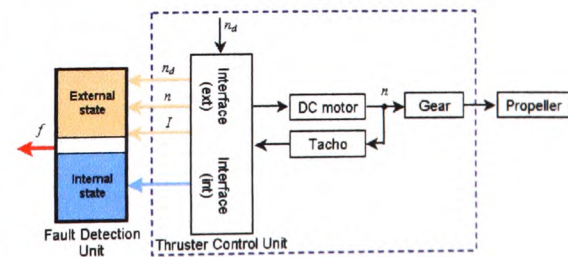 n_d
External
state
n_d
n
I
f
Internal
state
Interface
(ext)
Interface
(int)
DC motor
n
Gear
Propeller
Tacho
Fault Detection
Unit
Thruster Control Unit